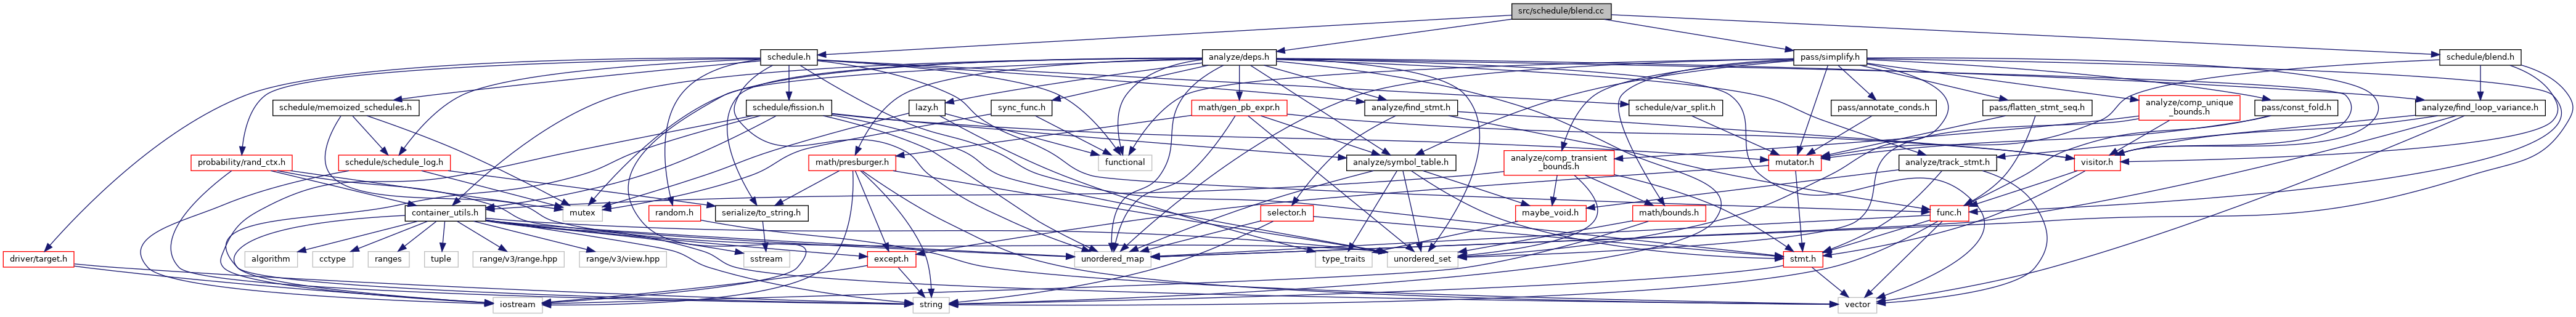 src/schedule/blend.cc
schedule.h
analyze/deps.h
pass/simplify.h
schedule/blend.h
schedule/memoized_schedules.h
schedule/fission.h
lazy.h
sync_func.h
math/gen_pb_expr.h
analyze/find_stmt.h
schedule/var_split.h
pass/annotate_conds.h
pass/flatten_stmt_seq.h
analyze/comp_unique
_bounds.h
pass/const_fold.h
analyze/find_loop_variance.h
probability/rand_ctx.h
schedule/schedule_log.h
math/presburger.h
functional
analyze/symbol_table.h
analyze/comp_transient
_bounds.h
mutator.h
analyze/track_stmt.h
visitor.h
container_utils.h
mutex
random.h
serialize/to_string.h
selector.h
maybe_void.h
math/bounds.h
func.h
driver/target.h
algorithm
cctype
ranges
tuple
range/v3/range.hpp
range/v3/view.hpp
sstream
except.h
unordered_map
type_traits
unordered_set
stmt.h
iostream
string
vector